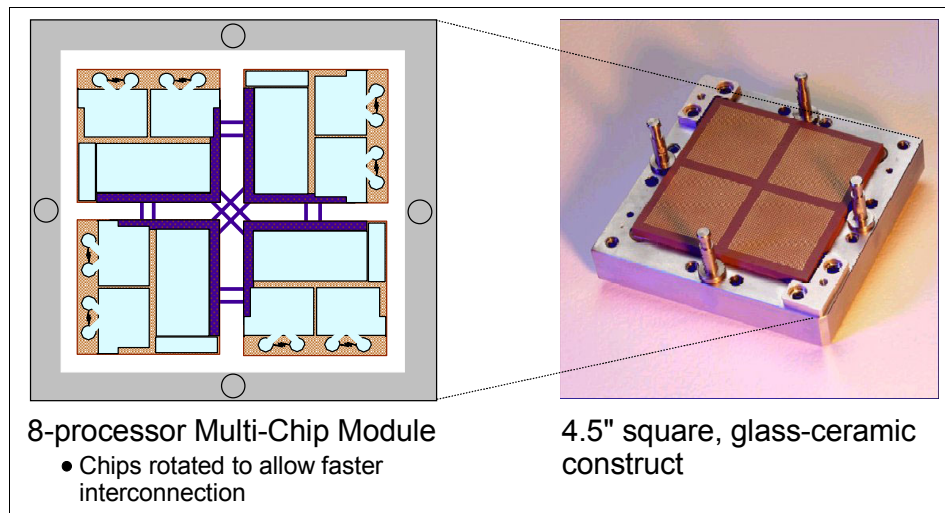 8-processor Multi-Chip Module
● Chips rotated to allow faster
interconnection
4.5" square, glass-ceramic
construct